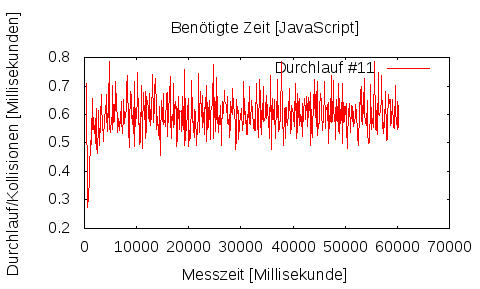 Benötigte Zeit [JavaScript]
Durchlauf/Kollisionen [Millisekunden]
Durchlauf #11
0.8
0.7
0.6
0.5
0.4
0.3
0.2
0 10000 20000 30000 40000 50000 60000 70000
Messzeit [Millisekunde]